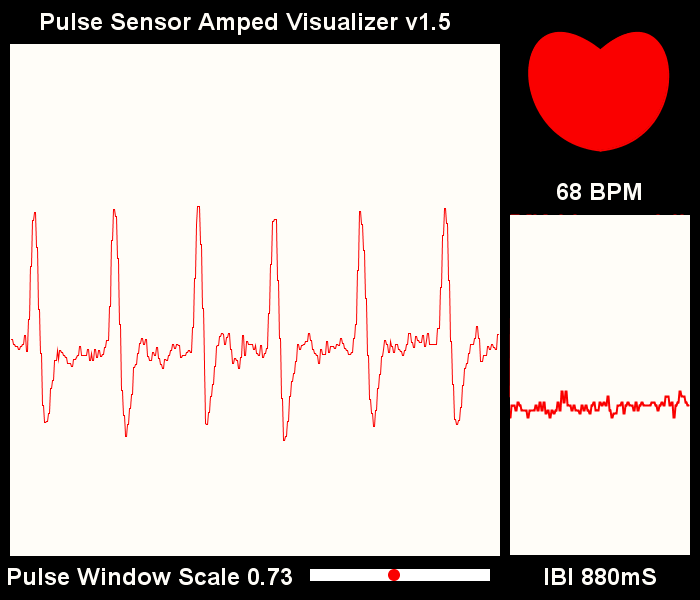 Pulse Sensor Amped Visualizer v1.5
68 BPM
Pulse Window Scale 0.73
IBI 880mS